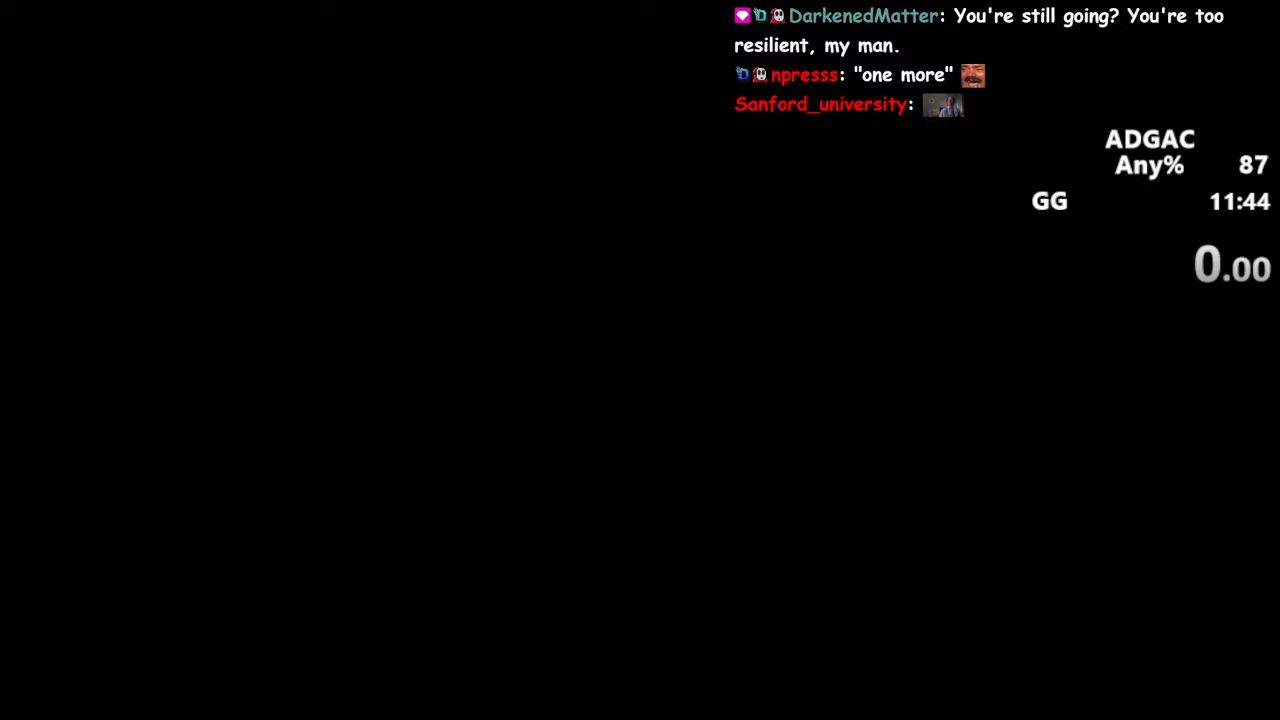 DarkenedMatter: You're still going? You're too
resilient, my man.
npresss: "one more"
Sanford_university:
ADGAC
Any% 87
GG 11:44
0.00